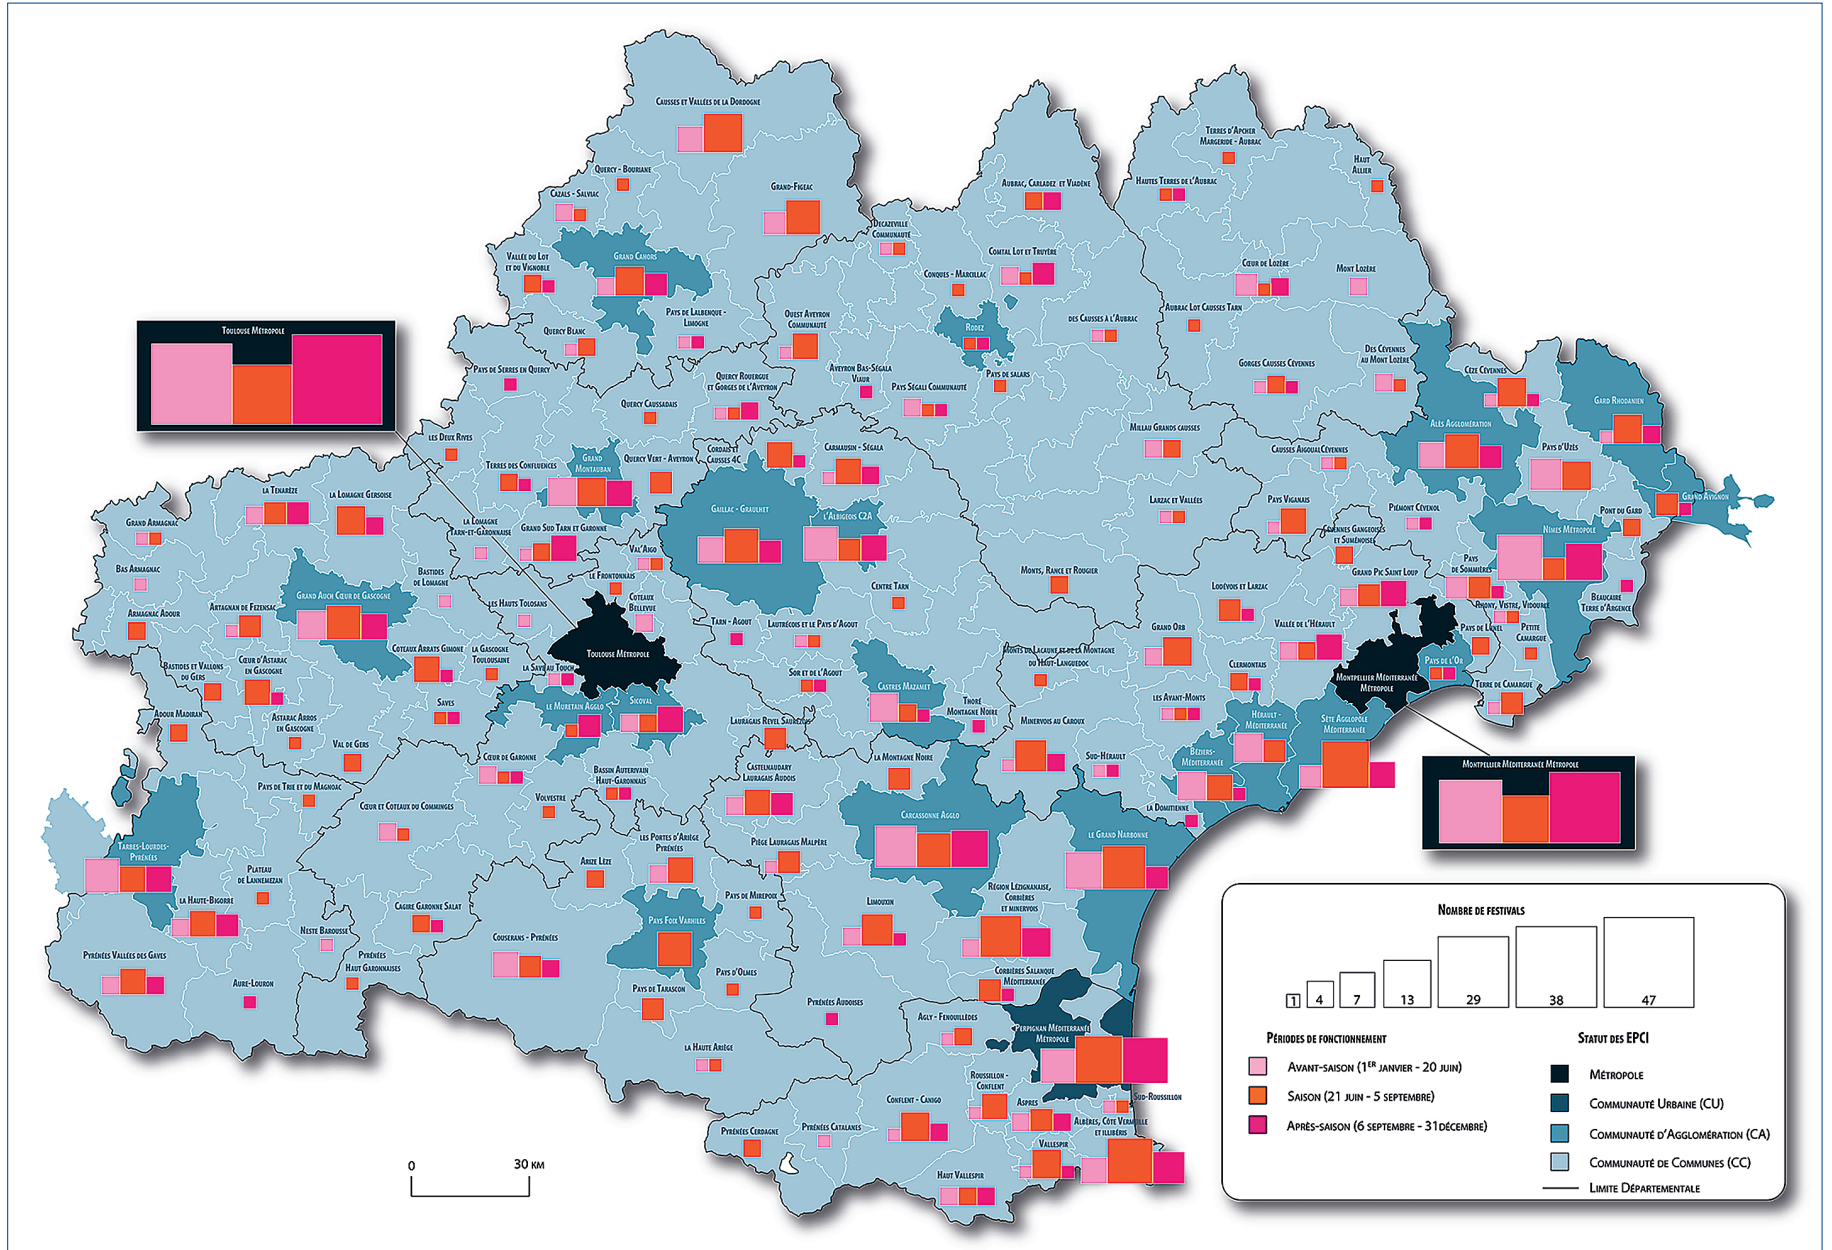 Causses et Vallées de la Dordogne
Terres d'Apcher
Margeride - Aubrac
Haut
Allier
Quercy - Bouriane
Cazals - Salviac
Grand-Figeac
Aubrac, Carladez et Viadène
Hautes Terres de l'Aubrac
Decazeville
Communauté
Vallée du Lot
et du Vignoble
Grand Cahors
Comtal Lot et Truyère
Conques - Marcillac
Cœur de Lozère
Mont Lozère
Pays de Lalbenque -
Limogne
Ouest Aveyron
Communauté
Quercy Blanc
Rodez
des Causses à l'Aubrac
Aubrac Lot Causses Tarn
Toulouse Métropole
Pays de Serres en Quercy
Quercy Rouergue
et Gorges de l'Aveyron
Aveyron Bas-Ségala
Viaur
Pays Ségali Communauté
Pays de salars
Gorges Causses Cévennes
Des Cévennes
au Mont Lozère
Cèze Cévennes
Gard Rhodanien
Quercy Caussadais
les Deux Rives
Millau Grands causses
Alès Agglomération
Pays d'Uzès
Causses Aigoual Cévennes
Terres des Confluences
Grand
Montauban
Quercy Vert - Aveyron
Cordais et
Causses 4C
Carmausin - Ségala
Grand Avignon
la Tenarèze
la Lomagne Gersoise
Gaillac - Graulhet
l'Albigeois C2A
Larzac et Vallées
Pays Viganais
Piémont Cévenol
Pont du Gard
Nîmes Métropole
Grand Armagnac
la Lomagne
Tarn-et-Garonnaise
Grand Sud Tarn et Garonne
Val'Aïgo
Cévennes Gangeoises
et Suménoise
Bas Armagnac
Bastides
de Lomagne
le Frontonnais
Coteaux
Bellevue
Centre Tarn
Monts, Rance et Rougier
Lodévois et Larzac
Grand Pic Saint Loup
Pays
de Sommières
Beaucaire
Terre d'Argence
Rhony, Vistre, Vidourle
Petite
Camargue
Pays de Lunel
Armagnac Adour
Artagnan de Fezensac
Grand Auch Cœur de Gascogne
les Hauts Tolosans
Tarn - Agout
Lautrécois et le Pays d'Agout
Grand Orb
Vallée de l'Hérault
Toulouse Métropole
Monts de Lacaune et de la Montagne
du Haut-Languedoc
Clermontais
Pays de l'Or
Montpellier Méditerranée
Métropole
Terre de Camargue
Bastides et Vallons
du Gers
Cœur d'Astarac
en Gascogne
Coteaux Arrats Gimone
la Gascogne
Toulousaine
la Save au Touch
Sor et de l'Agout
Castres Mazamet
Thoré
Montagne Noire
Minervois au Caroux
les Avant-Monts
Hérault -
Méditerranée
Sète Agglopôle
Méditerranée
Adour Madiran
Astarac Arros
en Gascogne
Saves
le Muretain Agglo
Sicoval
Lauragais Revel Saurezois
Val de Gers
Cœur de Garonne
Bassin Auterivain
Haut-Garonnais
Castelnaudary
Lauragais Audois
la Montagne Noire
Sud-Hérault
Béziers-
Méditerranée
la Domitienne
Montpellier Méditerranée Métropole
Pays de Trie et du Magnoac
Cœur et Coteaux du Comminges
Volvestre
Carcassonne Agglo
le Grand Narbonne
Tarbes-Lourdes-
Pyrénées
Plateau
de Lannemezan
Arize Lèze
les Portes d'Ariège
Pyrénées
Piège Lauragais Malpère
la Haute-Bigorre
Cagire Garonne Salat
Neste Barousse
Pays de Mirepoix
Pays Foix Varhiles
Limouxin
Région Lézignanaise,
Corbières
et minervois
Pyrénées Vallées des Gaves
Pyrénées
Haut Garonnaises
Aure-Louron
Couserans - Pyrénées
Pays d'Olmes
Pays de Tarascon
Corbières Salanque
Méditerranée
Pyrénées Audoises
Agly - Fenouillèdes
Perpignan Méditerranée
Métropole
la Haute Ariège
Roussillon -
Conflent
Aspres
Sud-Roussillon
Albères, Côte Vermeille
et illibéris
Conflent - Canigo
Pyrénées Cerdagne
Pyrénées Catalanes
Vallespir
Haut Vallespir
0 30 km
Nombre de festivals
1 4 7 13 29 38 47
Périodes de fonctionnement
Avant-saison (1er janvier - 20 juin)
Saison (21 juin - 5 septembre)
Après-saison (6 septembre - 31décembre)
Statut des EPCI
Métropole
Communauté Urbaine (CU)
Communauté d'Agglomération (CA)
Communauté de Communes (CC)
Limite Départementale